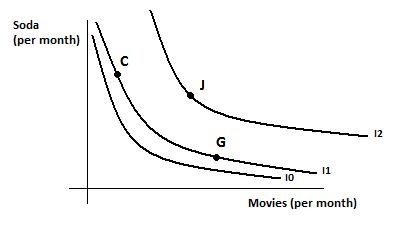 Soda
(per month)
C
J
G
I2
I1
I0
Movies (per month)